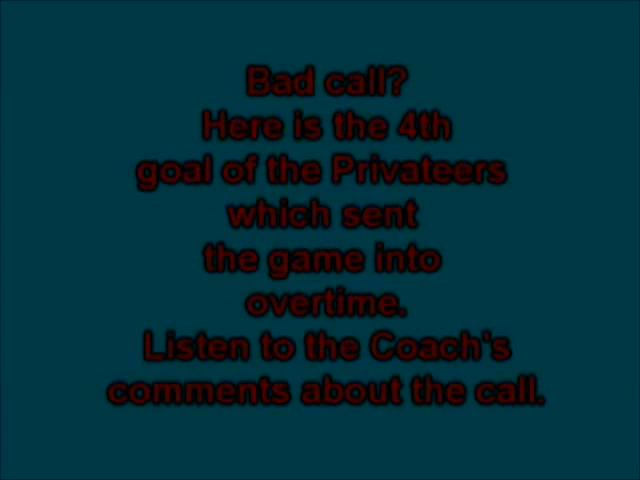 Bad call?
Here is the 4th
goal of the Privateers
which sent
the game into
overtime.
Listen to the Coach's
comments about the call.